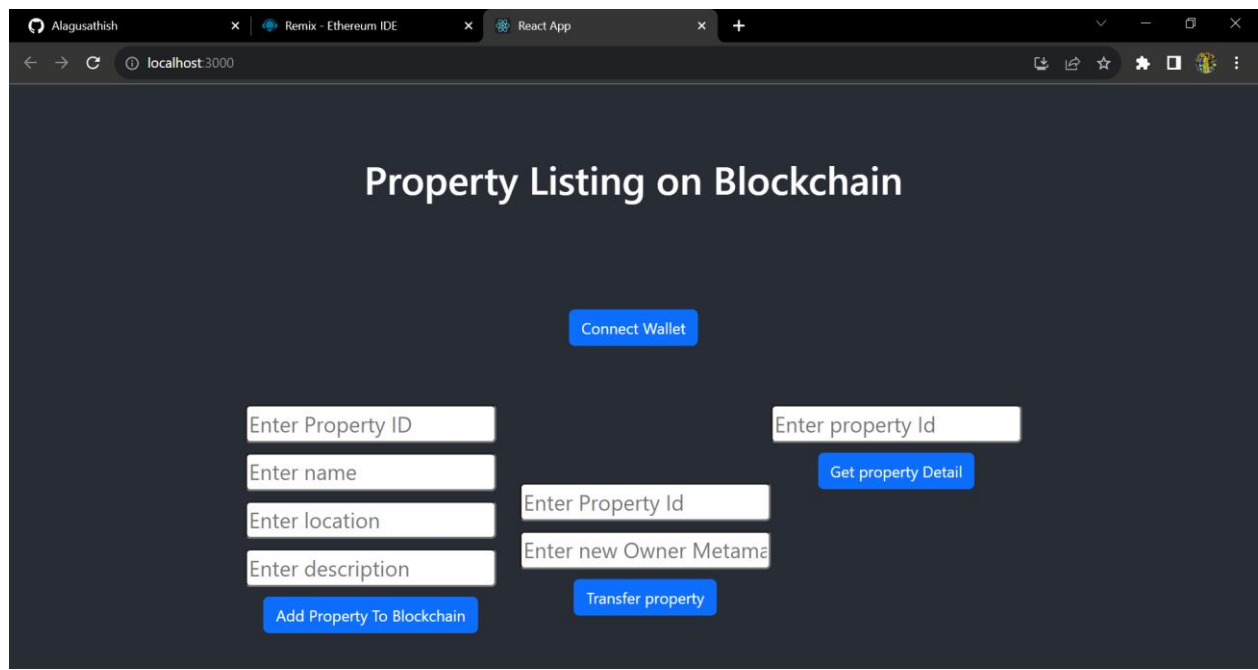 Alagusathish
Remix - Ethereum IDE
React App
localhost:3000
Property Listing on Blockchain
Connect Wallet
Enter Property ID
Enter name
Enter location
Enter description
Add Property To Blockchain
Enter Property Id
Enter new Owner Metama
Transfer property
Enter property Id
Get property Detail